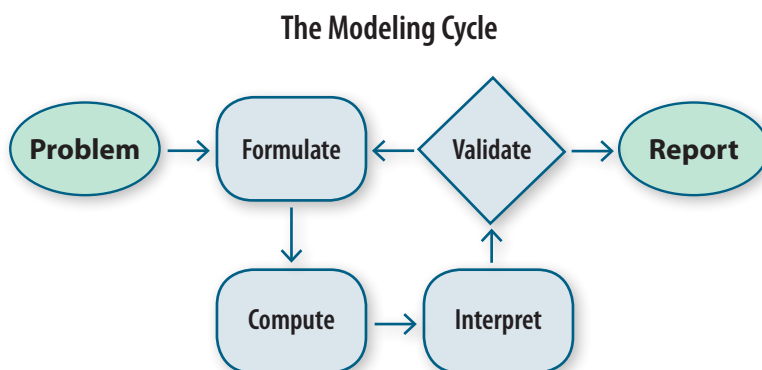 The Modeling Cycle
Problem
Formulate
Validate
Report
Compute
Interpret